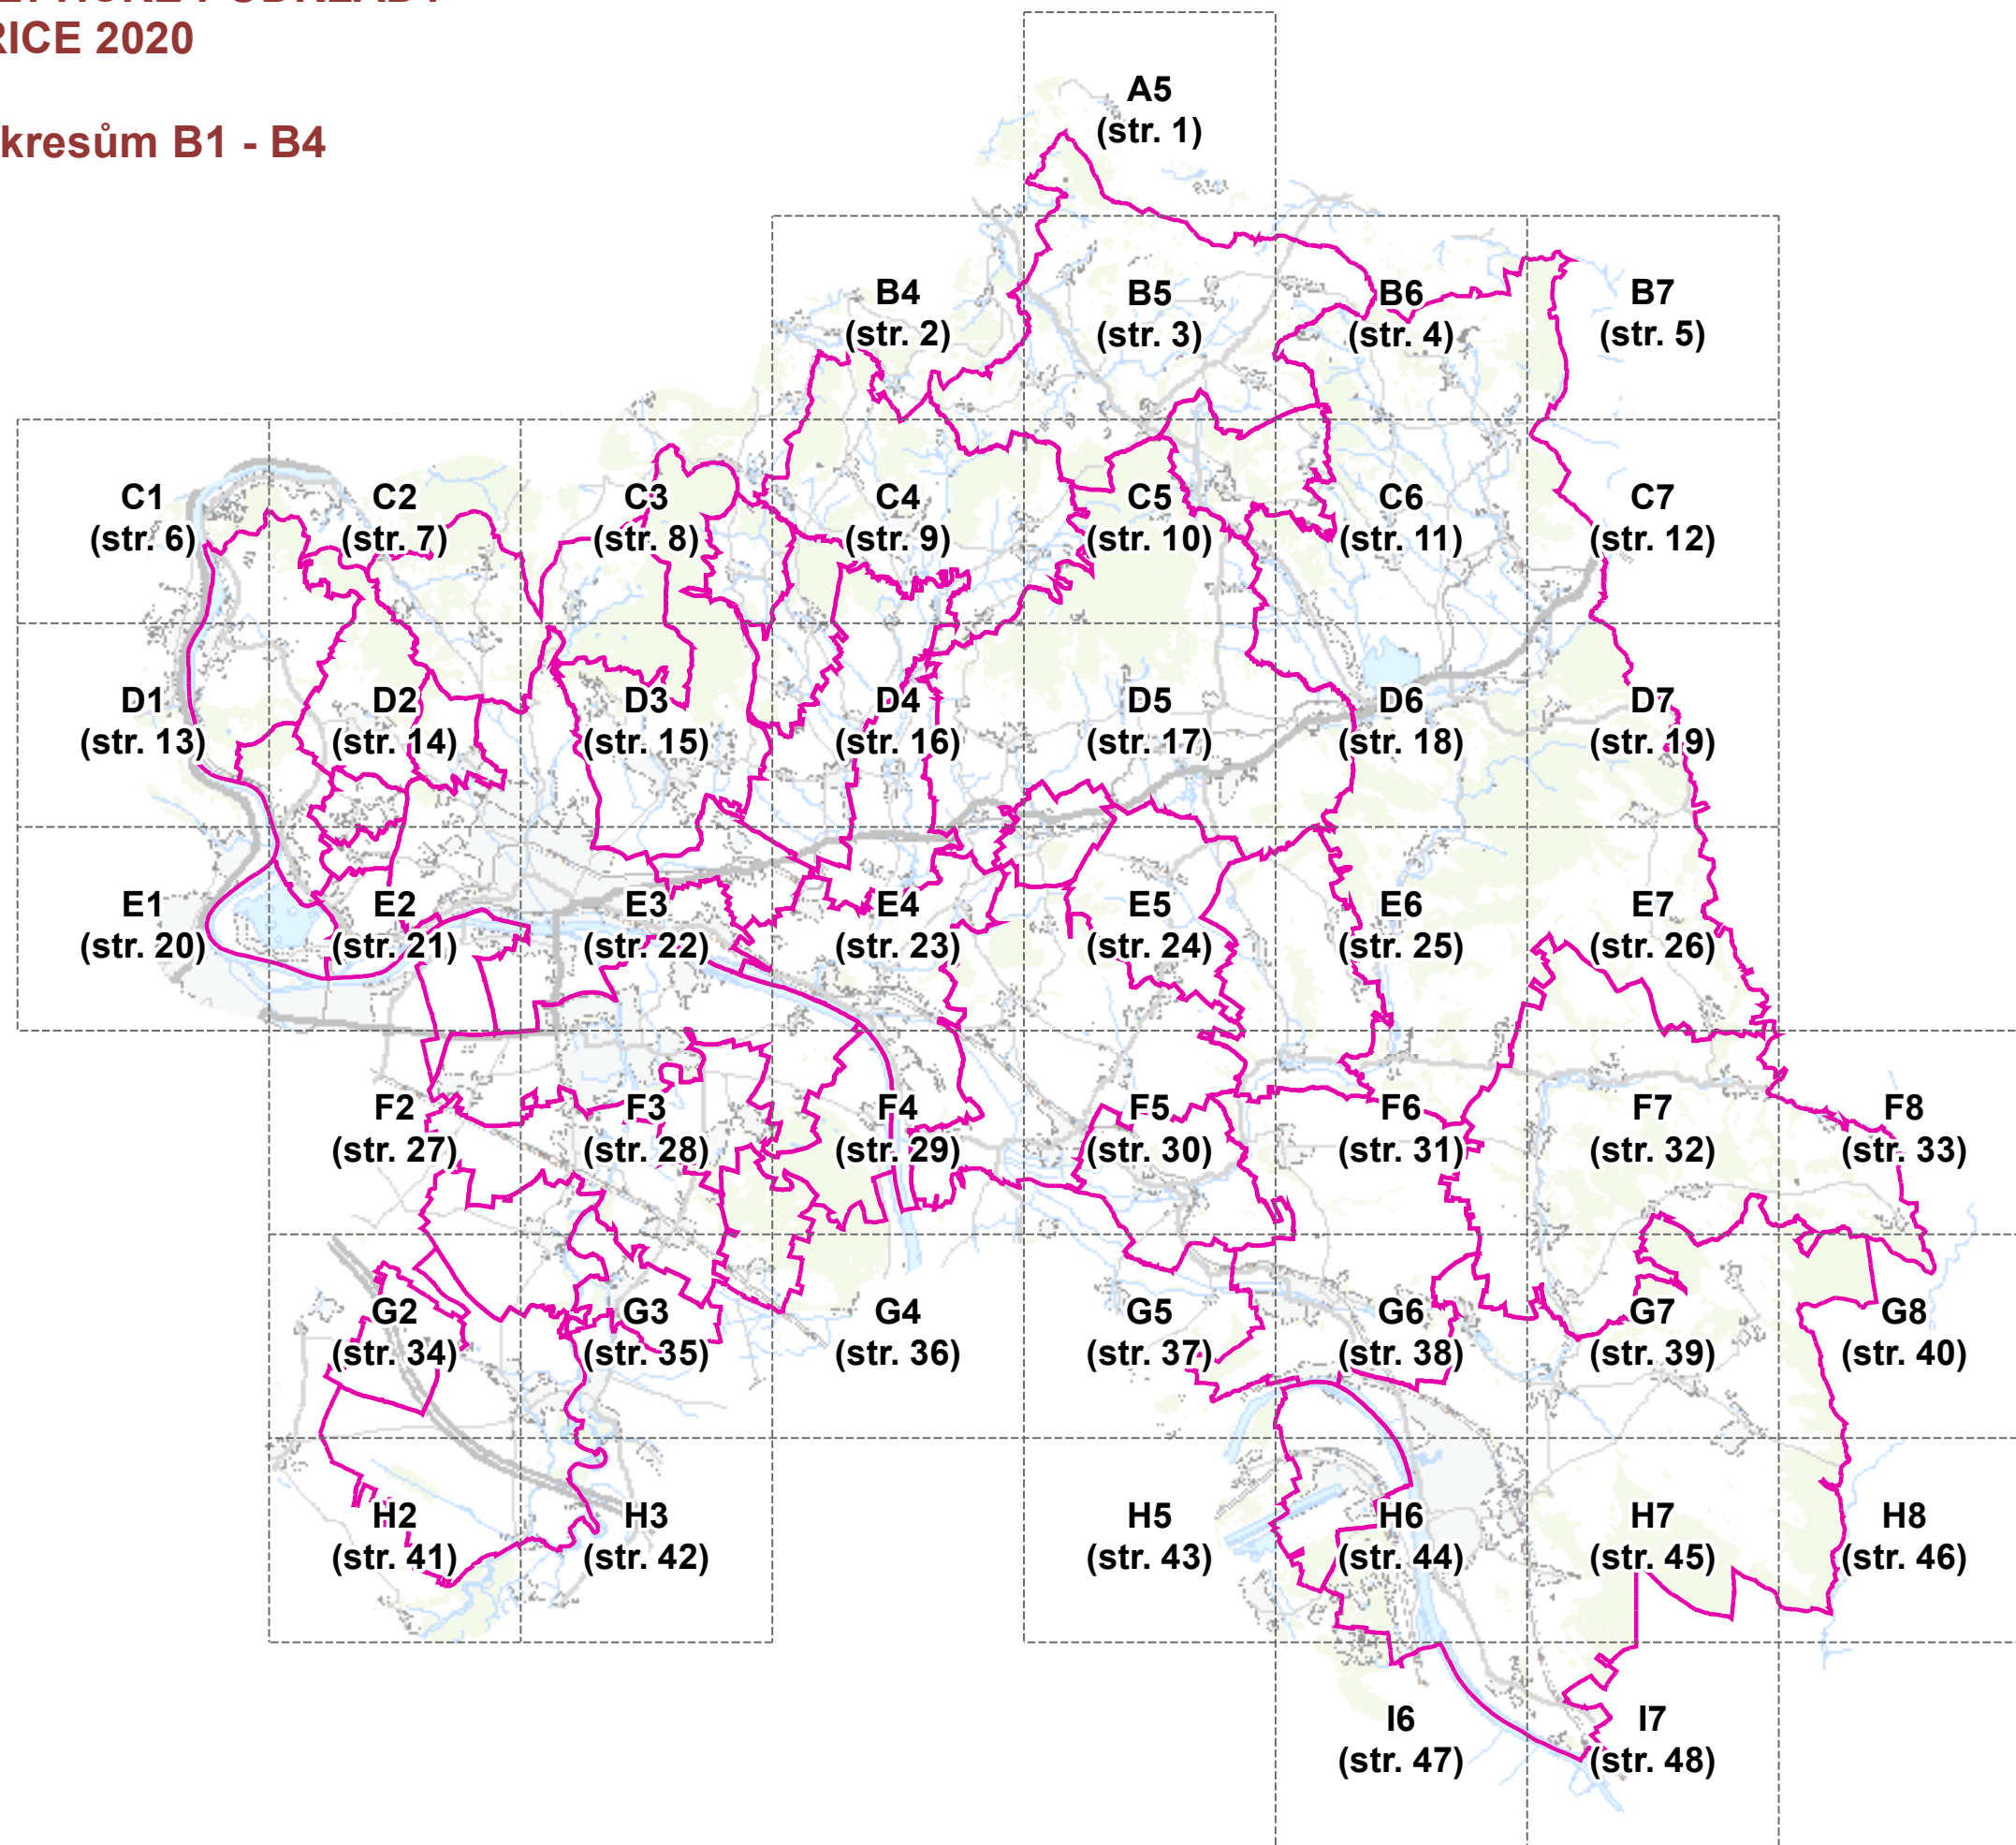 RICE 2020
kresům B1 - B4
A5
(str. 1)
B4
(str. 2)
B5
(str. 3)
B6
(str. 4)
B7
(str. 5)
C1
(str. 6)
C2
(str. 7)
C3
(str. 8)
C4
(str. 9)
C5
(str. 10)
C6
(str. 11)
C7
(str. 12)
D1
(str. 13)
D2
(str. 14)
D3
(str. 15)
D4
(str. 16)
D5
(str. 17)
D6
(str. 18)
D7
(str. 19)
E1
(str. 20)
E2
(str. 21)
E3
(str. 22)
E4
(str. 23)
E5
(str. 24)
E6
(str. 25)
E7
(str. 26)
F2
(str. 27)
F3
(str. 28)
F4
(str. 29)
F5
(str. 30)
F6
(str. 31)
F7
(str. 32)
F8
(str. 33)
G2
(str. 34)
G3
(str. 35)
G4
(str. 36)
G5
(str. 37)
G6
(str. 38)
G7
(str. 39)
G8
(str. 40)
H2
(str. 41)
H3
(str. 42)
H5
(str. 43)
H6
(str. 44)
H7
(str. 45)
H8
(str. 46)
I6
(str. 47)
I7
(str. 48)